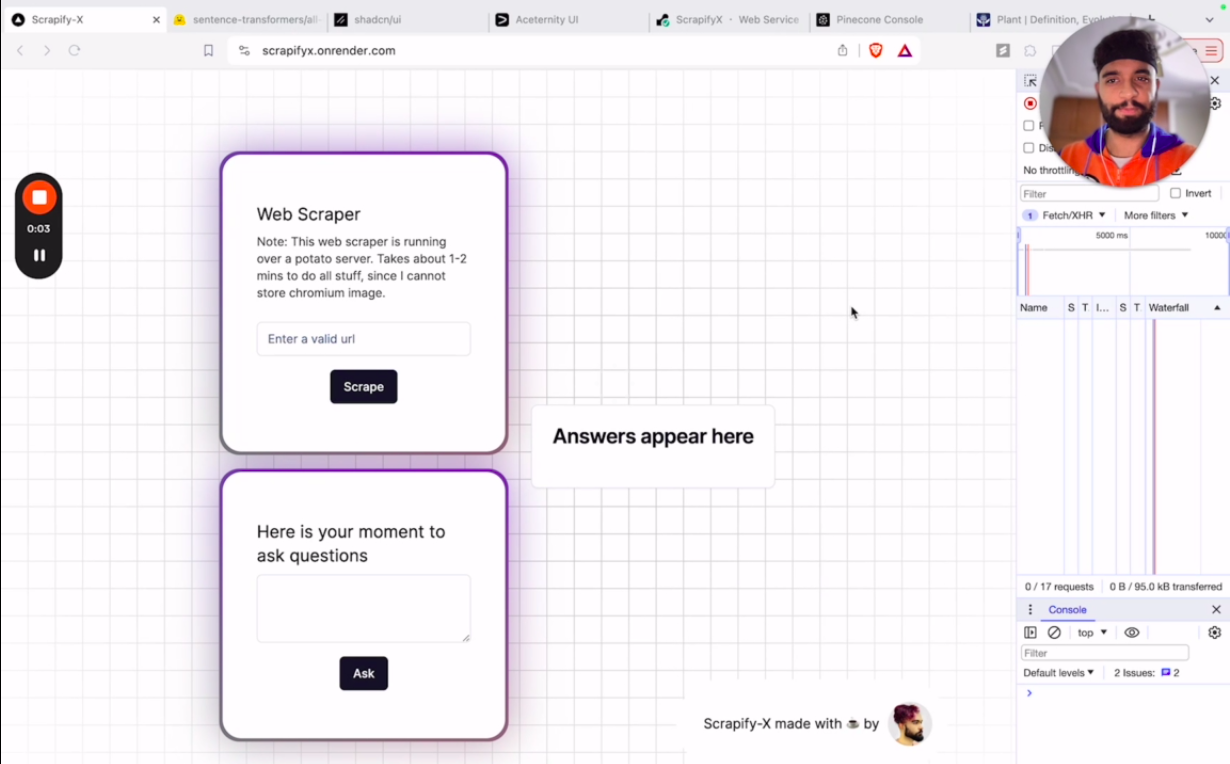 Scrapify-X
sentence-transformers/all-
shadcn/ui
Aceternity UI
ScrapifyX · Web Service
Pinecone Console
Plant | Definition, Evolu
scrapifyx.onrender.com
0:03
Web Scraper
Note: This web scraper is running
over a potato server. Takes about 1-2
mins to do all stuff, since I cannot
store chromium image.
Enter a valid url
Scrape
Answers appear here
Here is your moment to
ask questions
Ask
Scrapify-X made with ☕ by
No throttling
Filter
Invert
1 Fetch/XHR ▼ More filters ▼
5000 ms
Name S T I... S T Waterfall ▲
0 / 17 requests 0 B / 95.0 kB transferred
Console
top ▼
Filter
Default levels ▼ 2 Issues: 2